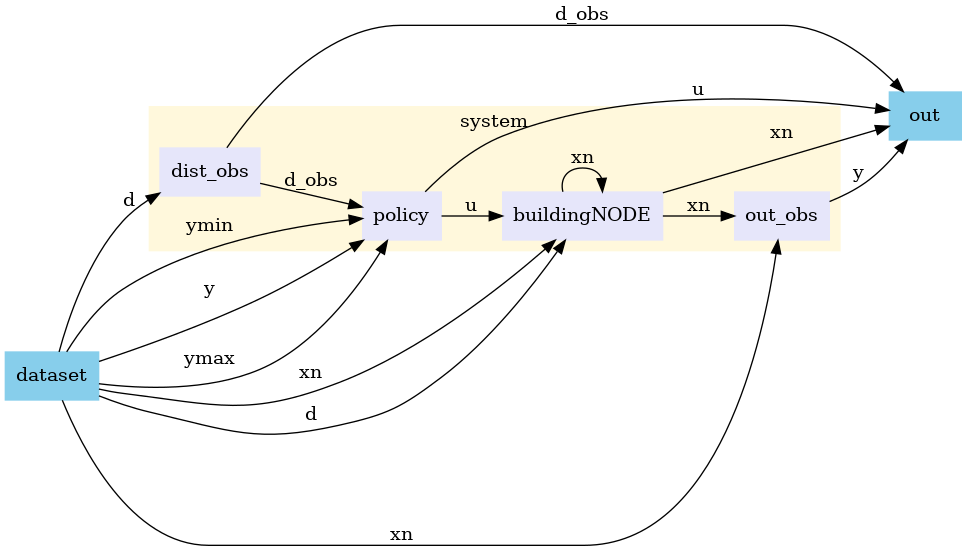 d_obs
u
system
xn
xn
dist_obs
d_obs
d
ymin
policy
u
buildingNODE
xn
out_obs
y
out
y
ymax
xn
dataset
d
xn